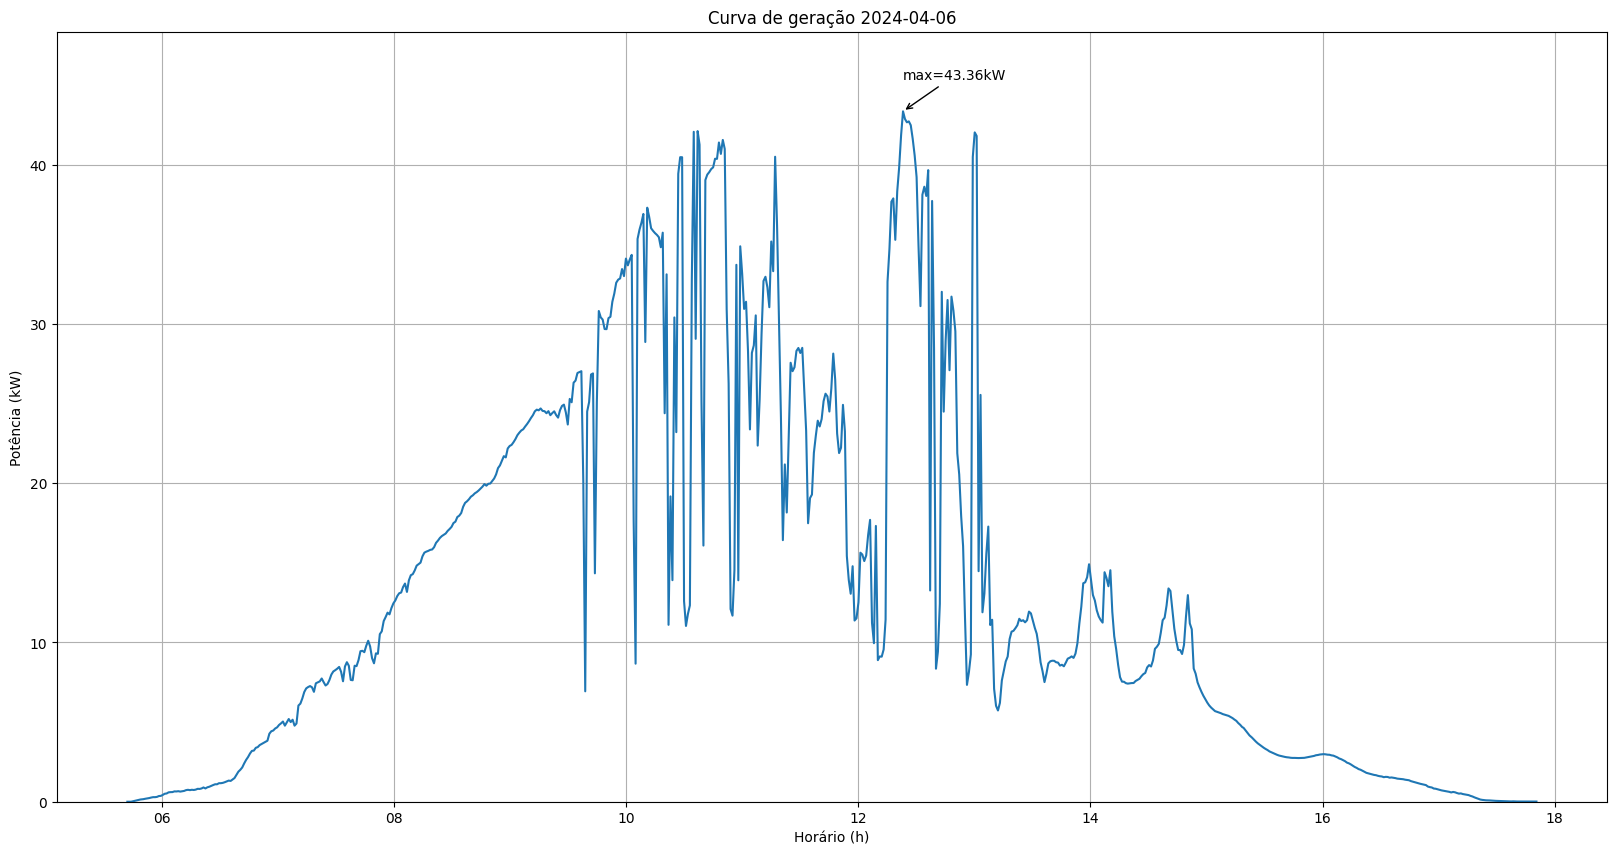 Curva de geração 2024-04-06
max=43.36kW
Potência (kW)
40
30
20
10
0
06 08 10 12 14 16 18
Horário (h)